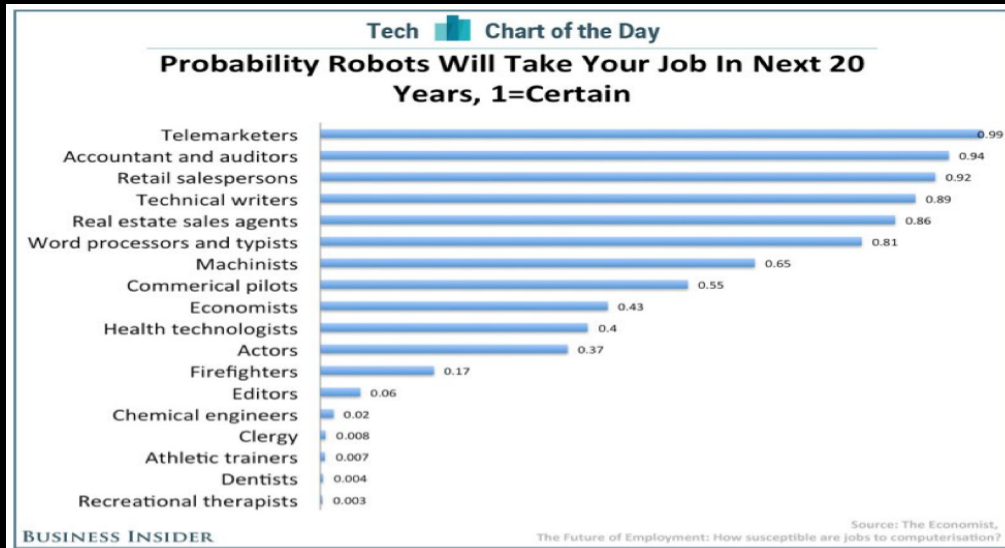 Tech Chart of the Day
Probability Robots Will Take Your Job In Next 20
Years, 1=Certain
Telemarketers 0.99
Accountant and auditors 0.94
Retail salespersons 0.92
Technical writers 0.89
Real estate sales agents 0.86
Word processors and typists 0.81
Machinists 0.65
Commerical pilots 0.55
Economists 0.43
Health technologists 0.4
Actors 0.37
Firefighters 0.17
Editors 0.06
Chemical engineers 0.02
Clergy 0.008
Athletic trainers 0.007
Dentists 0.004
Recreational therapists 0.003
BUSINESS INSIDER
Source: The Economist,
The Future of Employment: How susceptible are jobs to computerisation?